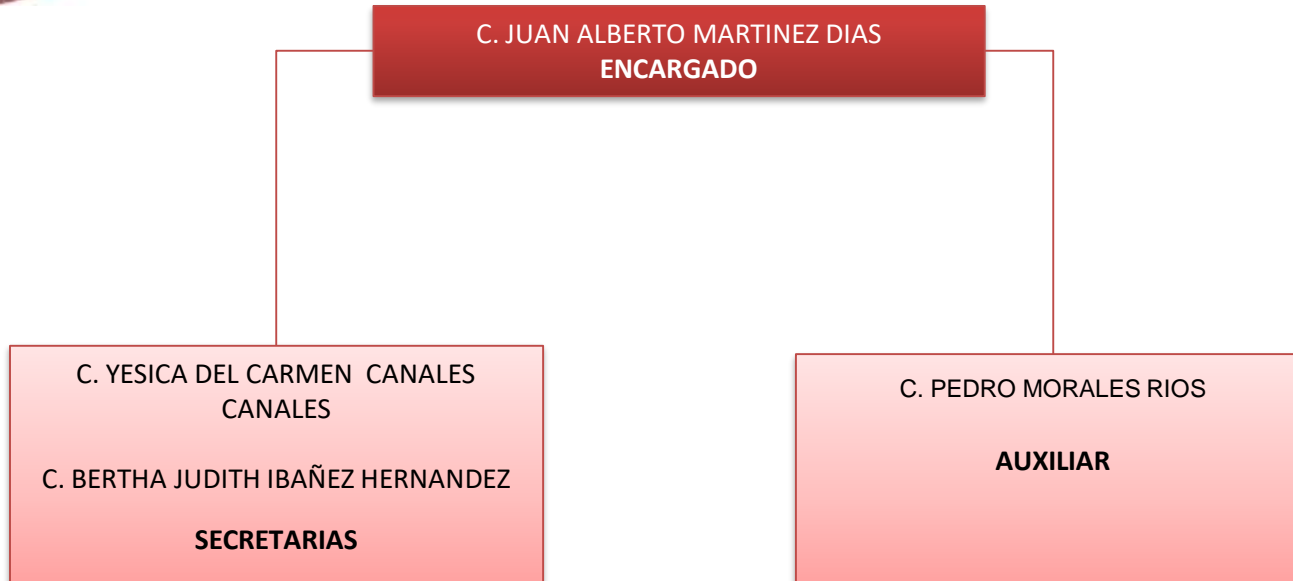 C. JUAN ALBERTO MARTINEZ DIAS
ENCARGADO
C. YESICA DEL CARMEN  CANALES
CANALES
C. BERTHA JUDITH IBAÑEZ HERNANDEZ
SECRETARIAS
C. PEDRO MORALES RIOS
AUXILIAR